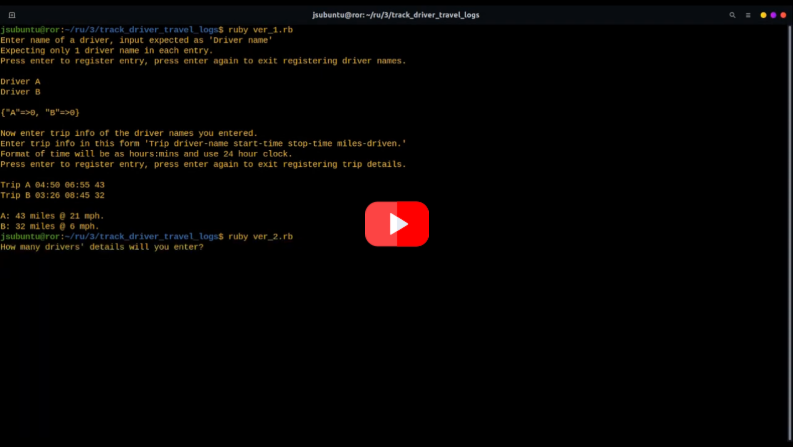 jsubuntu@ror: ~/ru/3/track_driver_travel_logs
jsubuntu@ror:~/ru/3/track_driver_travel_logs$ ruby ver_1.rb
Enter name of a driver, input expected as 'Driver name'
Expecting only 1 driver name in each entry.
Press enter to register entry, press enter again to exit registering driver names.
Driver A
Driver B
{"A"=>0, "B"=>0}
Now enter trip info of the driver names you entered.
Enter trip info in this form 'Trip driver-name start-time stop-time miles-driven.'
Format of time will be as hours:mins and use 24 hour clock.
Press enter to register entry, press enter again to exit registering trip details.
Trip A 04:50 06:55 43
Trip B 03:26 08:45 32
A: 43 miles @ 21 mph.
B: 32 miles @ 6 mph.
jsubuntu@ror:~/ru/3/track_driver_travel_logs$ ruby ver_2.rb
How many drivers' details will you enter?